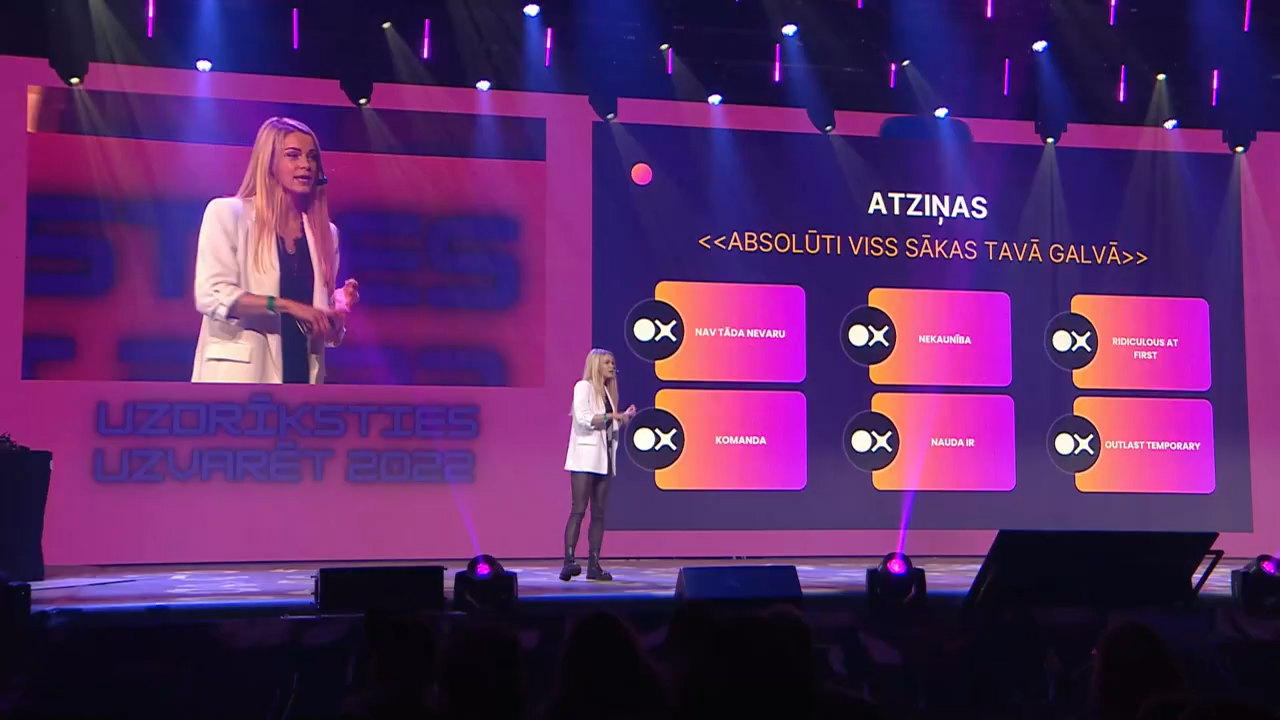 STIES
UZDRĪKSTIES
UZVARĒT 2022
ATZIŅAS
<<ABSOLŪTI VISS SĀKAS TAVĀ GALVĀ>>
NAV TĀDA NEVARU
NEKAUNĪBA
RIDICULOUS AT
FIRST
KOMANDA
NAUDA IR
OUTLAST TEMPORARY